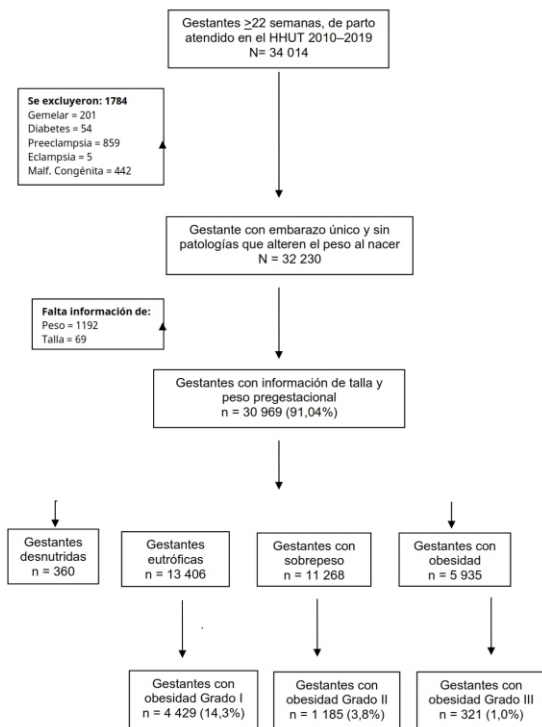 Gestantes >22 semanas, de parto
atendido en el HHUT 2010–2019
N= 34 014
Se excluyeron: 1784
Gemelar = 201
Diabetes = 54
Preeclampsia = 859
Eclampsia = 5
Malf. Congénita = 442
Gestante con embarazo único y sin
patologías que alteren el peso al nacer
N = 32 230
Falta información de:
Peso = 1192
Talla = 69
Gestantes con información de talla y
peso pregestacional
n = 30 969 (91,04%)
Gestantes
desnutridas
n = 360
Gestantes
eutróficas
n = 13 406
Gestantes con
sobrepeso
n = 11 268
Gestantes con
obesidad
n = 5 935
Gestantes con
obesidad Grado I
n = 4 429 (14,3%)
Gestantes con
obesidad Grado II
n = 1 185 (3,8%)
Gestantes con
obesidad Grado III
n = 321 (1,0%)